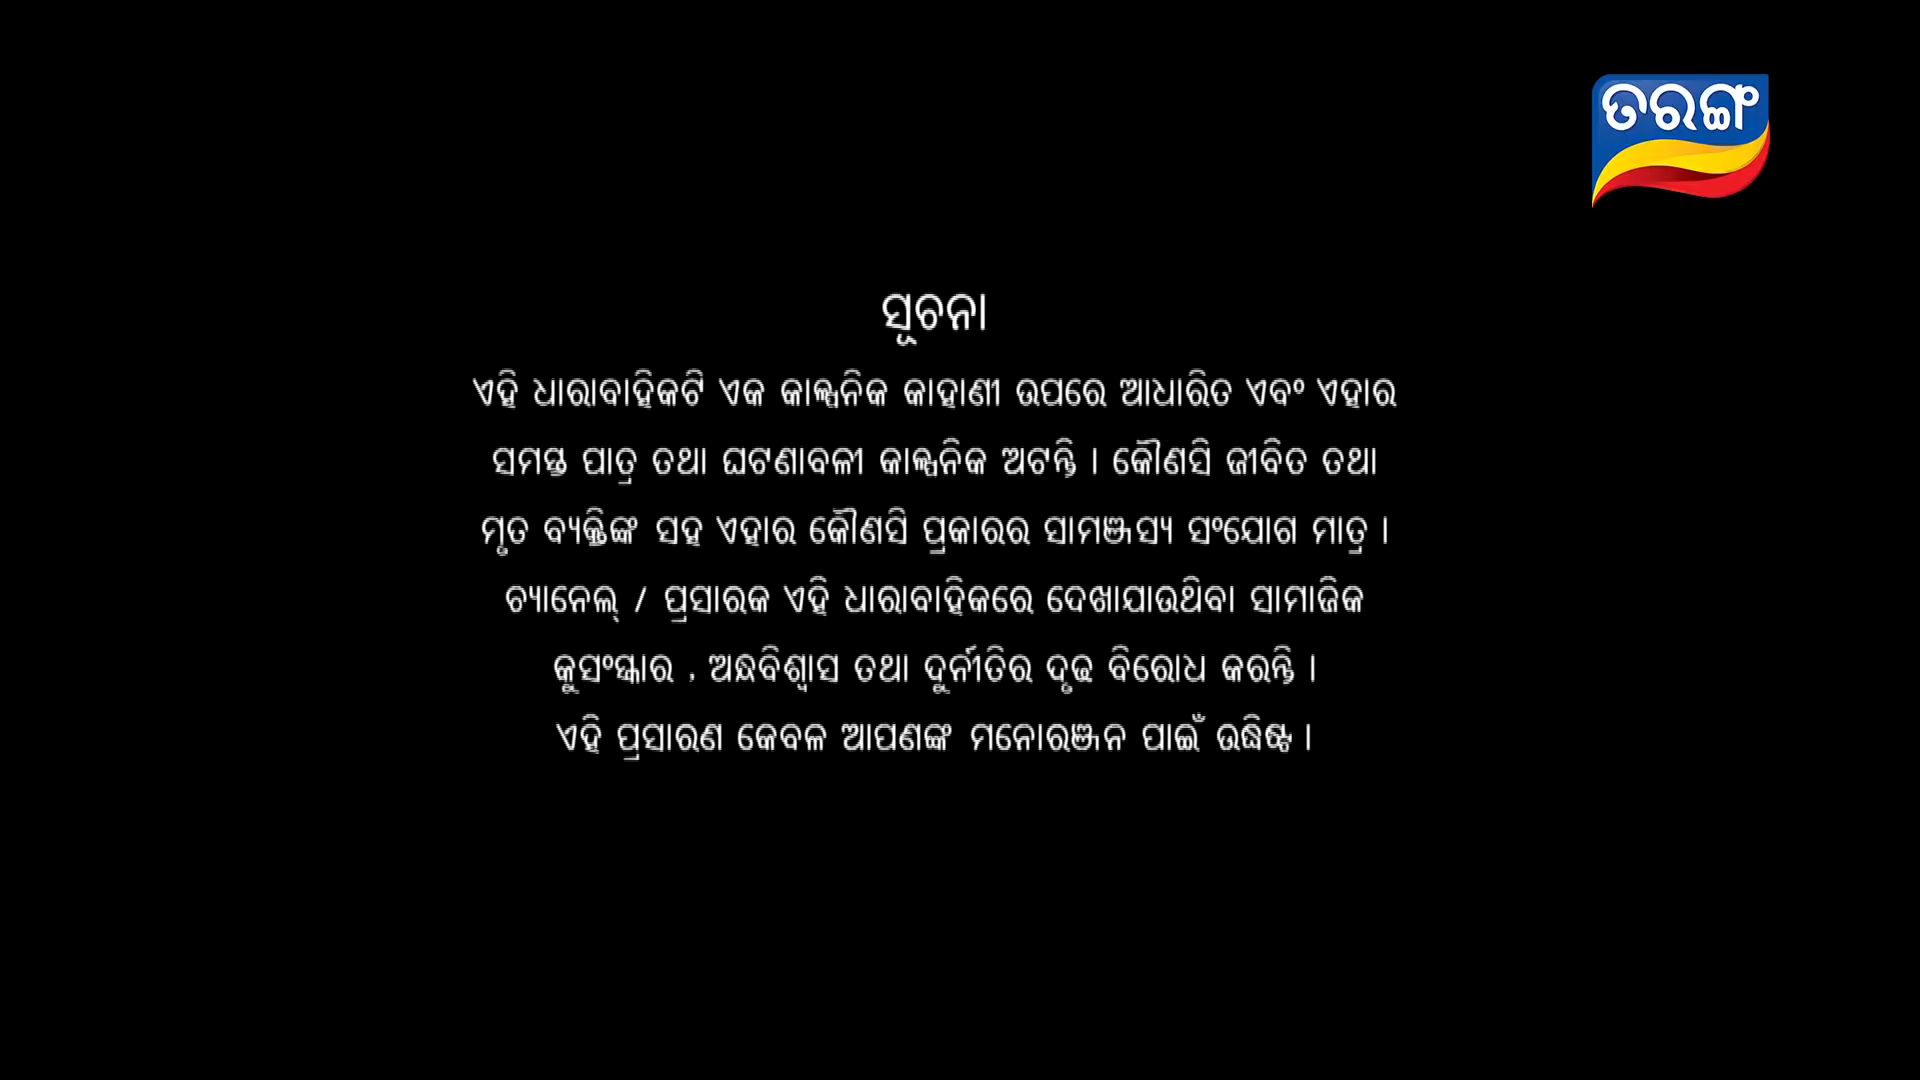 ତରଙ୍ଗ
ସୂଚନା
ଏହି ଧାରାବାହିକଟି ଏକ କାଳ୍ପନିକ କାହାଣୀ ଉପରେ ଆଧାରିତ ଏବଂ ଏହାର
ସମସ୍ତ ପାତ୍ର ତଥା ଘଟଣାବଳୀ କାଳ୍ପନିକ ଅଟନ୍ତି । କୌଣସି ଜୀବିତ ତଥା
ମୃତ ବ୍ୟକ୍ତିଙ୍କ ସହ ଏହାର କୌଣସି ପ୍ରକାରର ସାମଞ୍ଜସ୍ୟ ସଂଯୋଗ ମାତ୍ର ।
ଚ୍ୟାନେଲ୍ / ପ୍ରସାରକ ଏହି ଧାରାବାହିକରେ ଦେଖାଯାଉଥିବା ସାମାଜିକ
କୁସଂସ୍କାର , ଅନ୍ଧବିଶ୍ୱାସ ତଥା ଦୁର୍ନୀତିର ଦୃଢ ବିରୋଧ କରନ୍ତି ।
ଏହି ପ୍ରସାରଣ କେବଳ ଆପଣଙ୍କ ମନୋରଞ୍ଜନ ପାଇଁ ଉଦ୍ଧିଷ୍ଟ ।